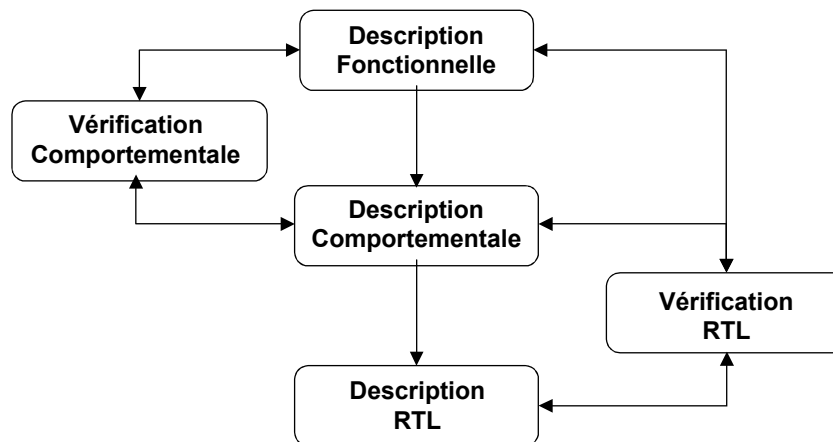 Description
Fonctionnelle
Vérification
Comportementale
Description
Comportementale
Vérification
RTL
Description
RTL